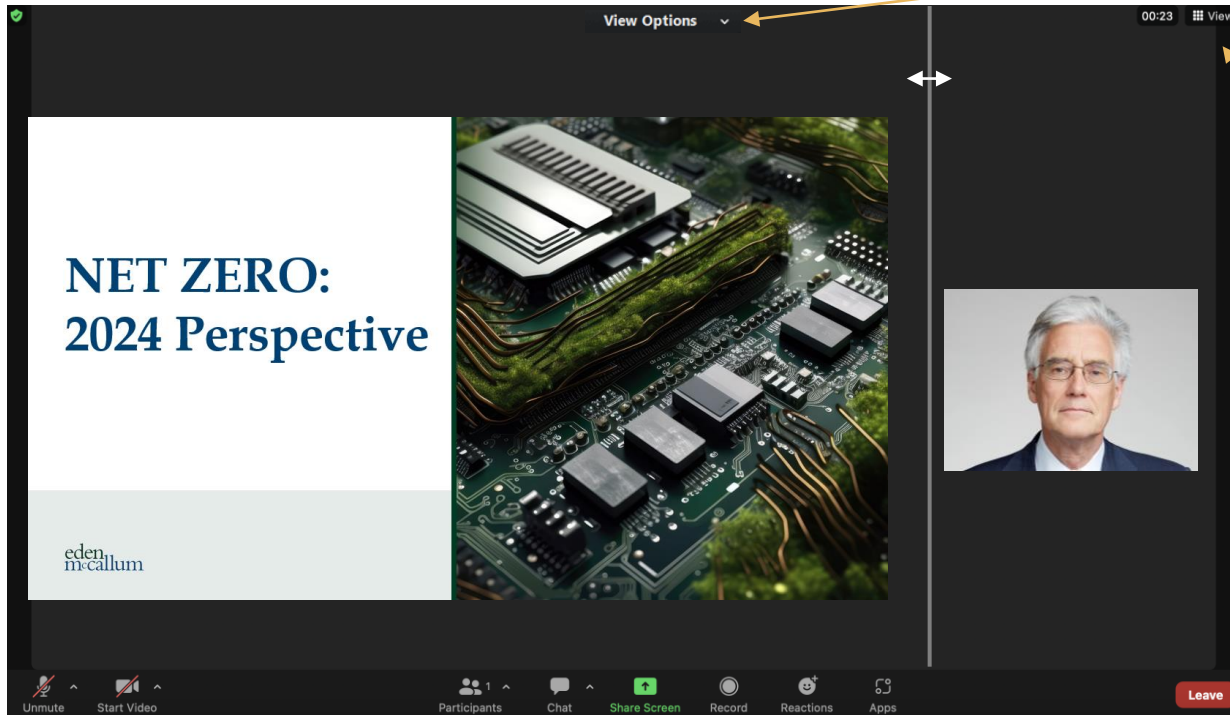 View Options
00:23
View
NET ZERO:
2024 Perspective
eden
mccallum
Unmute
Start Video
1
Participants
Chat
Share Screen
Record
Reactions
Apps
Leave